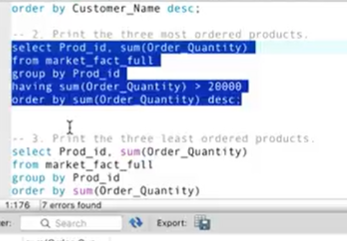 order by Customer_Name desc;
-- 2. Print the three most ordered products.
select Prod_id, sum(Order_Quantity)
from market_fact_full
group by Prod_id
having sum(Order_Quantity) > 20000
order by sum(Order_Quantity) desc;
-- 3. Print the three least ordered products.
select Prod_id, sum(Order_Quantity)
from market_fact_full
group by Prod_id
order by sum(Order_Quantity)
1:176 7 errors found
er: Search Export: